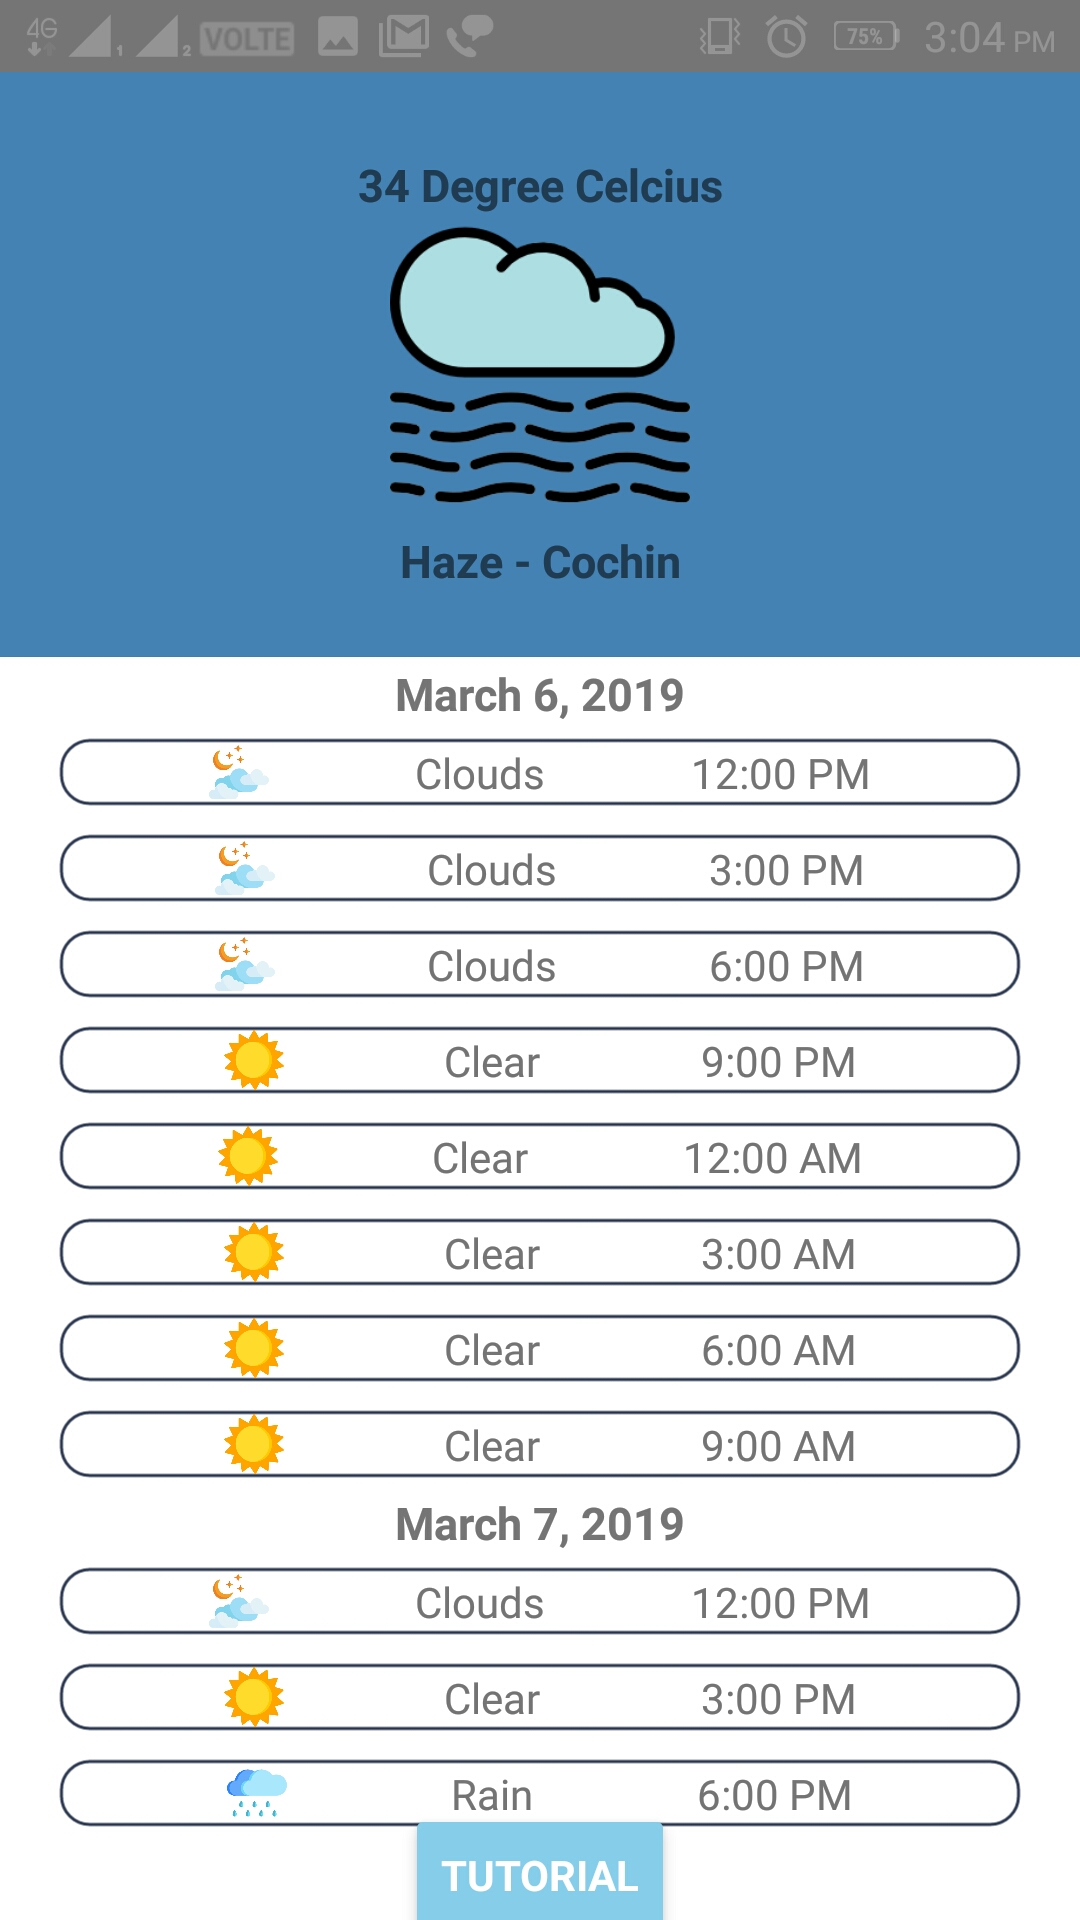 4G 1 2 VOLTE 75% 3:04 PM
34 Degree Celcius
Haze - Cochin
March 6, 2019
Clouds 12:00 PM
Clouds 3:00 PM
Clouds 6:00 PM
Clear 9:00 PM
Clear 12:00 AM
Clear 3:00 AM
Clear 6:00 AM
Clear 9:00 AM
March 7, 2019
Clouds 12:00 PM
Clear 3:00 PM
Rain 6:00 PM
TUTORIAL